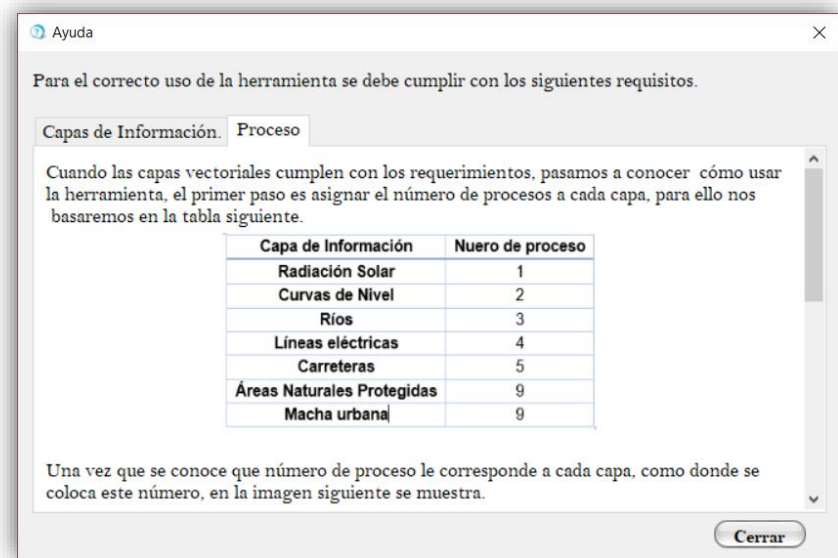 Ayuda
Para el correcto uso de la herramienta se debe cumplir con los siguientes requisitos.
Capas de Información. Proceso
Cuando las capas vectoriales cumplen con los requerimientos, pasamos a conocer cómo usar
la herramienta, el primer paso es asignar el número de procesos a cada capa, para ello nos
basaremos en la tabla siguiente.
Capa de Información Nuero de proceso
Radiación Solar 1
Curvas de Nivel 2
Ríos 3
Líneas eléctricas 4
Carreteras 5
Áreas Naturales Protegidas 9
Macha urbana 9
Una vez que se conoce que número de proceso le corresponde a cada capa, como donde se
coloca este número, en la imagen siguiente se muestra.
Cerrar